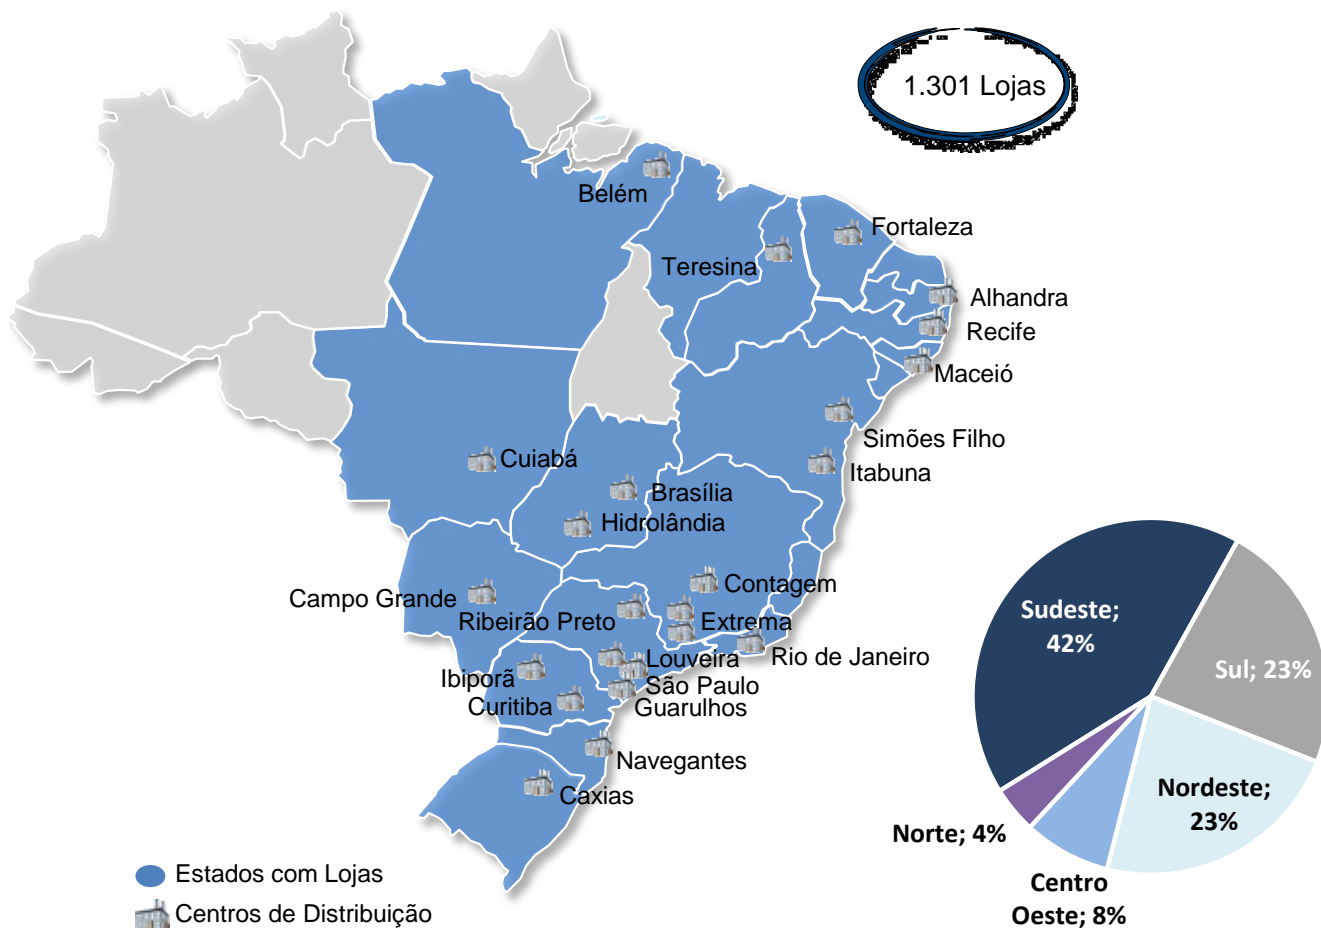 1.301 Lojas
Belém
Fortaleza
Teresina
Alhandra
Recife
Maceió
Simões Filho
Cuiabá
Itabuna
Brasília
Hidrolândia
Contagem
Campo Grande
Ribeirão Preto
Extrema
Rio de Janeiro
Louveira
Ibiporã
São Paulo
Curitiba
Guarulhos
Navegantes
Caxias
Sudeste;
42%
Sul; 23%
Nordeste;
23%
Norte; 4%
Centro
Oeste; 8%
Estados com Lojas
Centros de Distribuição